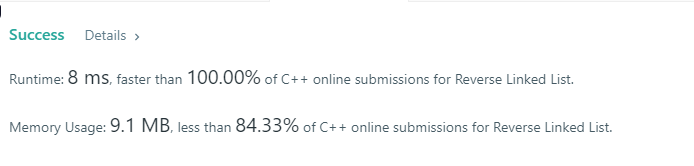 Success Details >
Runtime: 8 ms, faster than 100.00% of C++ online submissions for Reverse Linked List.
Memory Usage: 9.1 MB, less than 84.33% of C++ online submissions for Reverse Linked List.